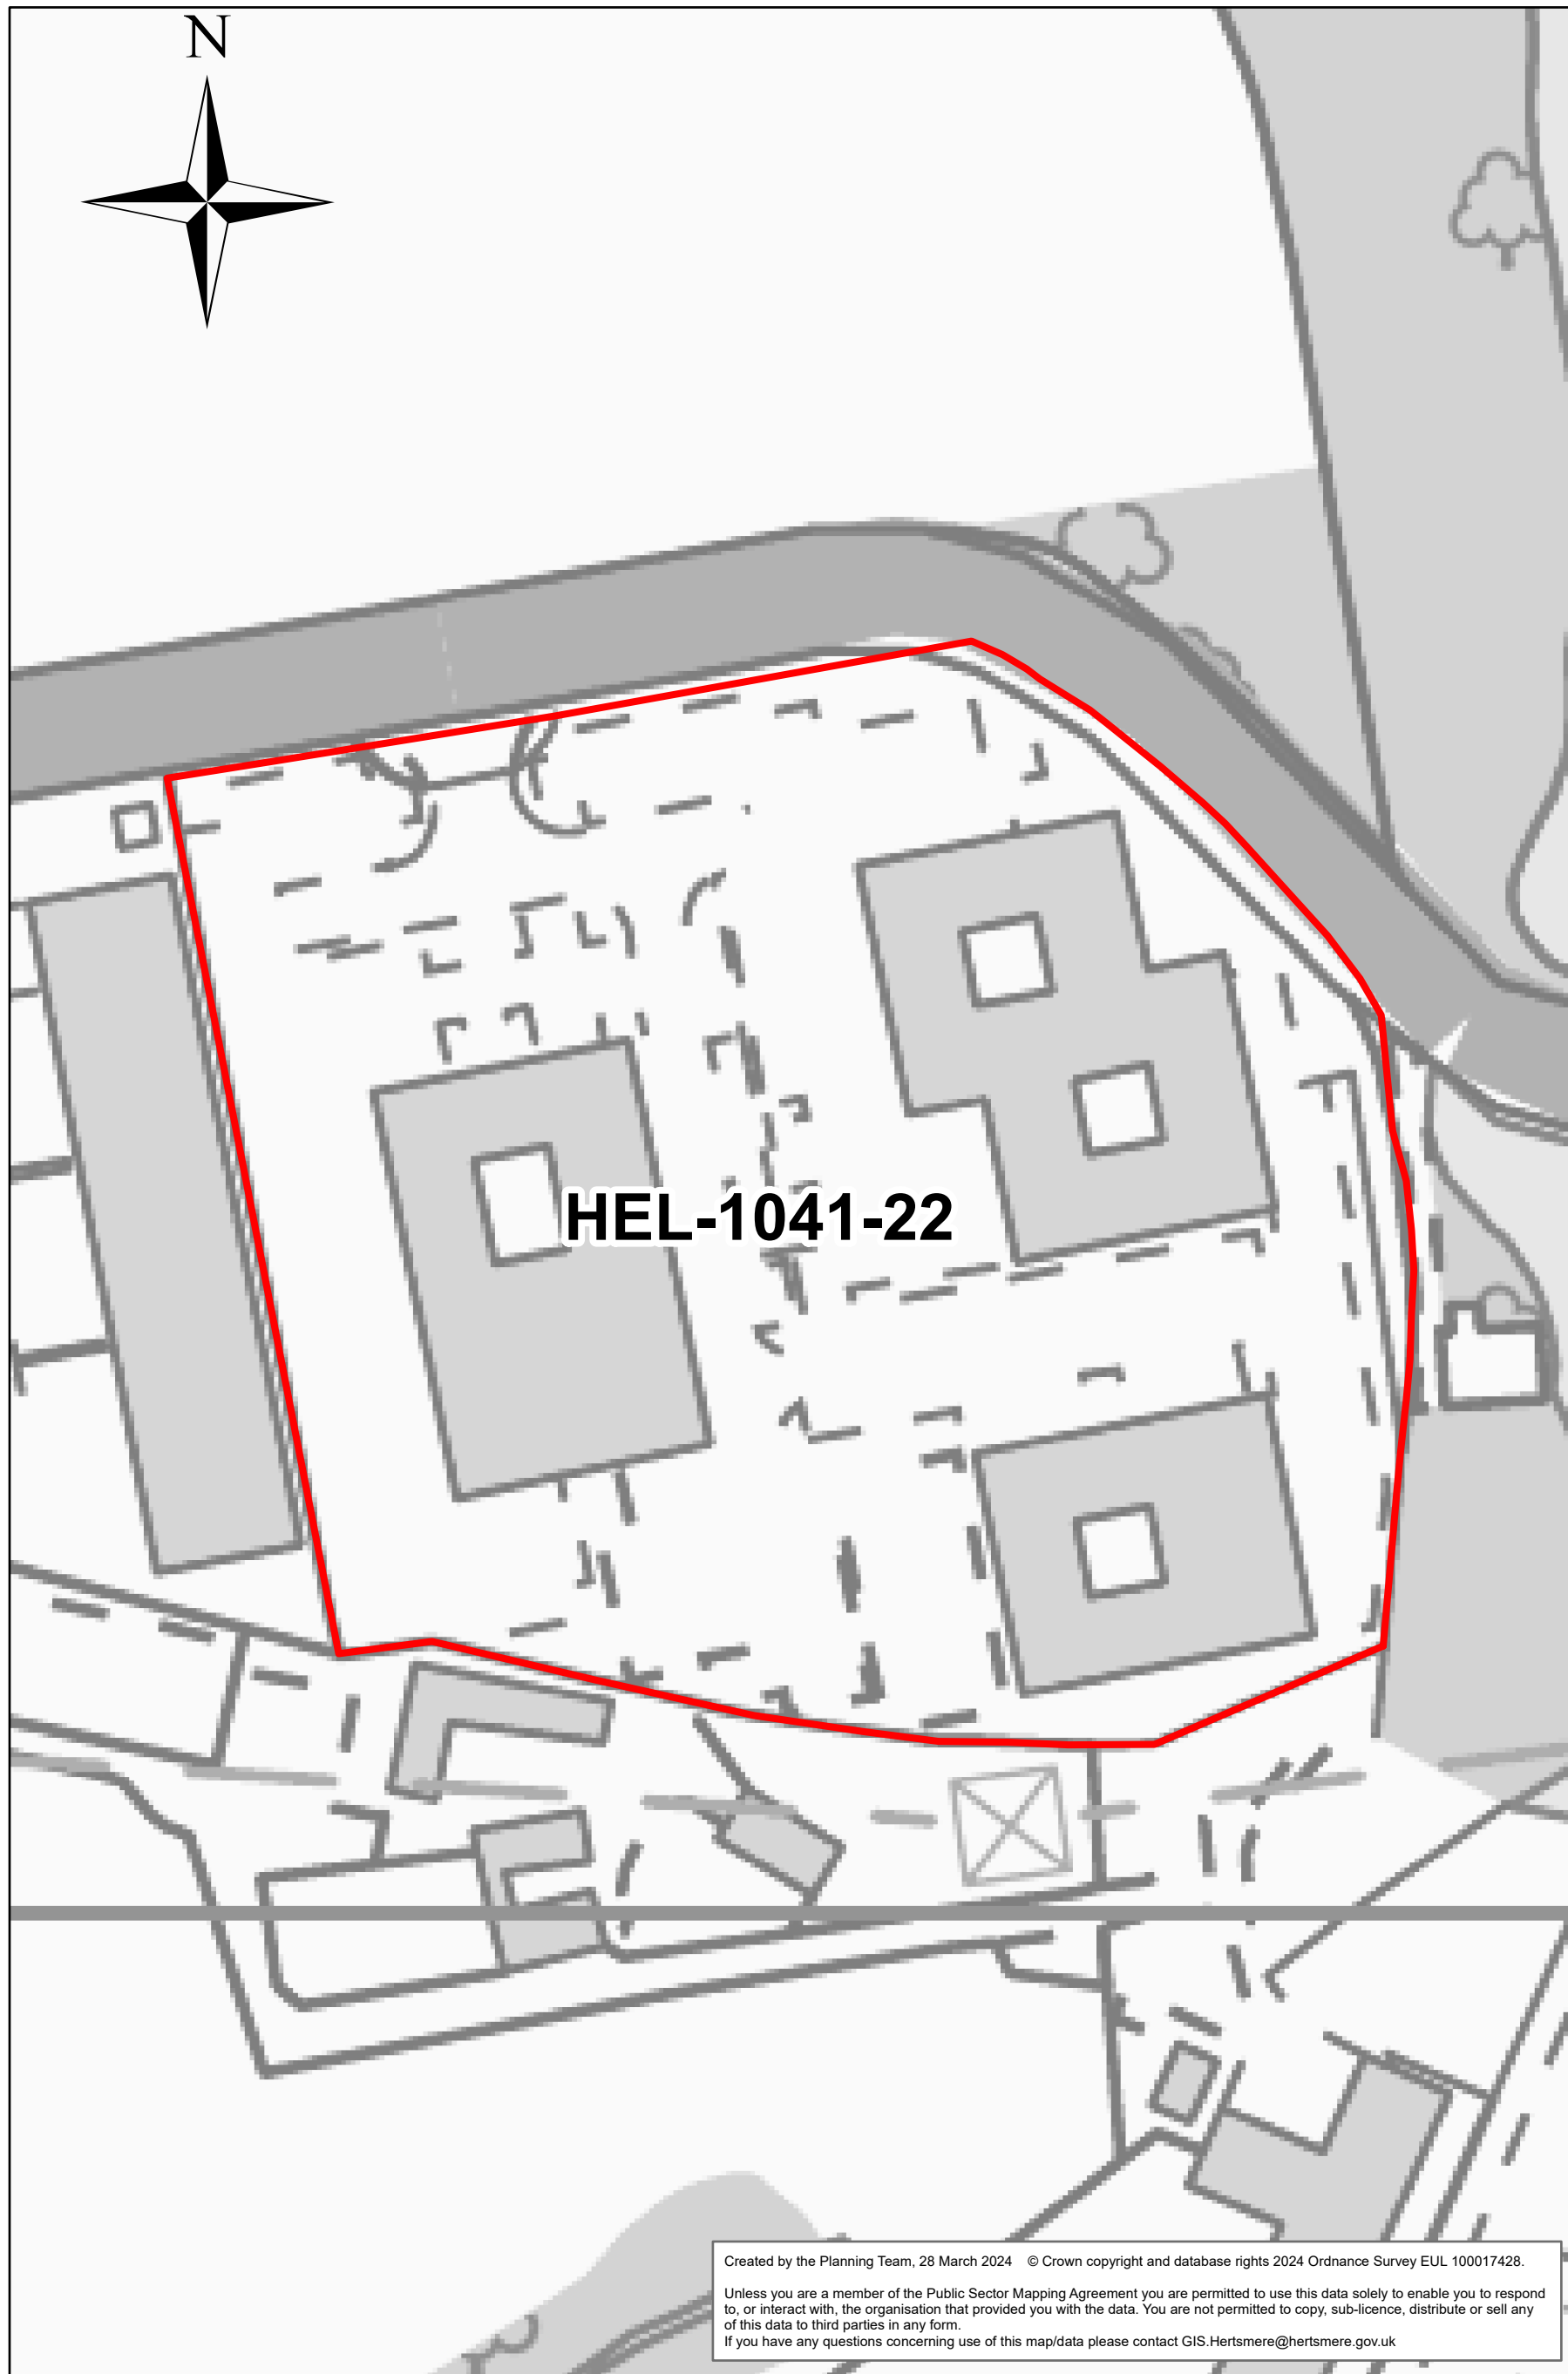 N
HEL-1041-22
Created by the Planning Team, 28 March 2024 © Crown copyright and database rights 2024 Ordnance Survey EUL 100017428.
Unless you are a member of the Public Sector Mapping Agreement you are permitted to use this data solely to enable you to respond
to, or interact with, the organisation that provided you with the data. You are not permitted to copy, sub-licence, distribute or sell any
of this data to third parties in any form.
If you have any questions concerning use of this map/data please contact GIS.Hertsmere@hertsmere.gov.uk